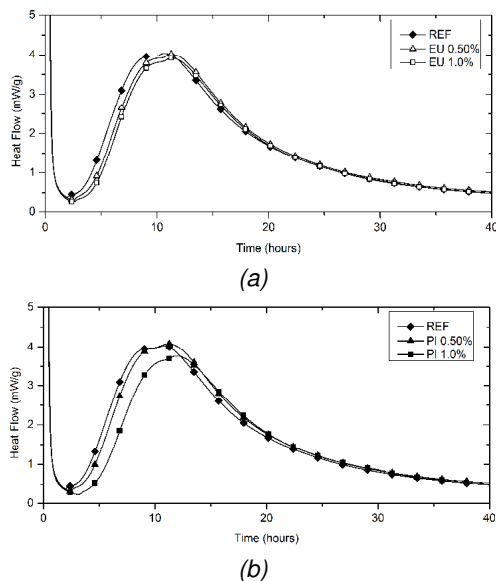 5
4
3
2
1
0
Heat Flow (mW/g)
REF
EU 0.50%
EU 1.0%
0 10 20 30 40
Time (hours)
(a)
5
4
3
2
1
0
Heat Flow (mW/g)
REF
PI 0.50%
PI 1.0%
0 10 20 30 40
Time (hours)
(b)